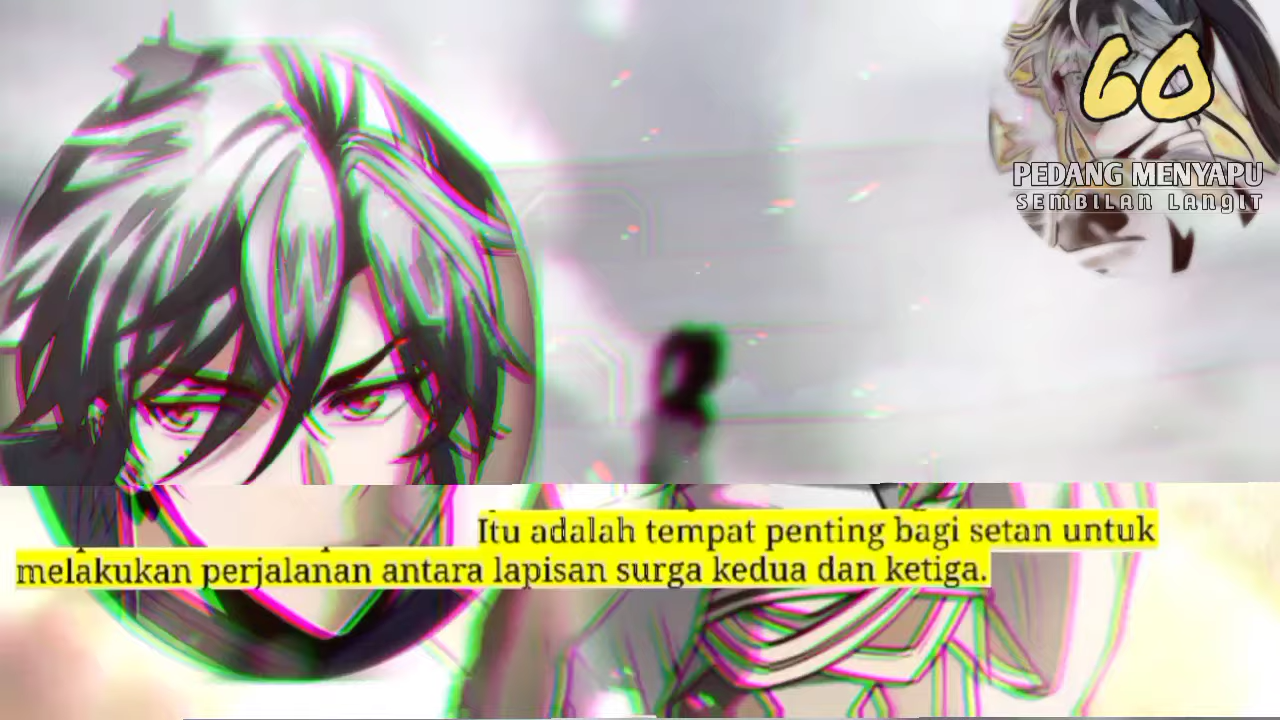 60
PEDANG MENYAPU
SEMBILAN LANGIT
Itu adalah tempat penting bagi setan untuk
melakukan perjalanan antara lapisan surga kedua dan ketiga.